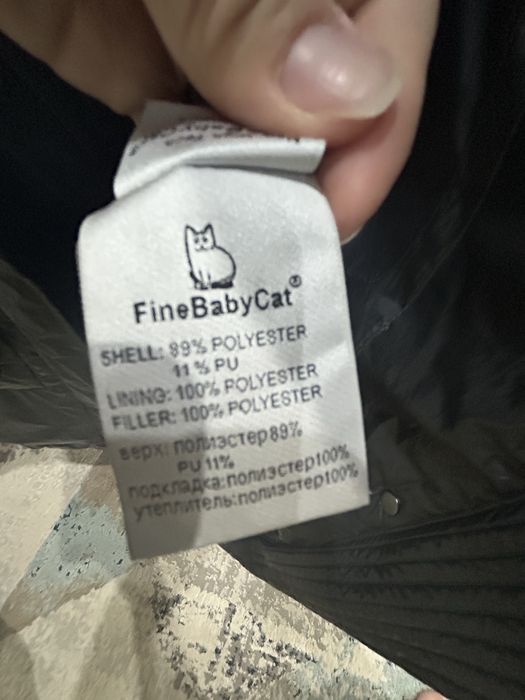 FineBabyCat®
SHELL: 89% POLYESTER
11 % PU
LINING: 100% POLYESTER
FILLER: 100% POLYESTER
верх: полиэстер89%
PU 11%
подкладка:полиэстер100%
утеплитель:полиэстер100%